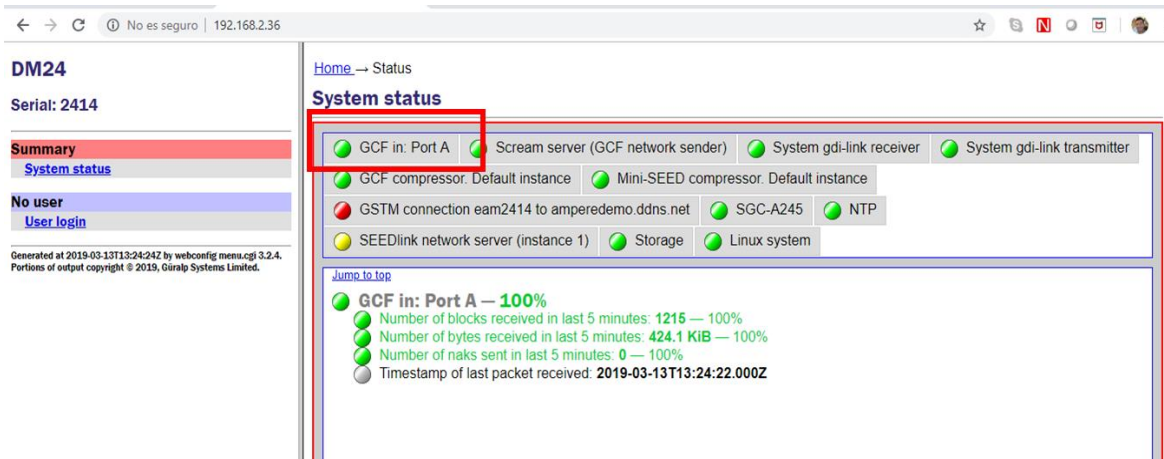 No es seguro | 192.168.2.36
DM24
Serial: 2414
Summary
System status
No user
User login
Generated at 2019-03-13T13:24:24Z by webconfig menu.cgi 3.2.4.
Portions of output copyright © 2019, Güralp Systems Limited.
Home → Status
System status
GCF in: Port A Scream server (GCF network sender) System gdi-link receiver System gdi-link transmitter
GCF compressor. Default instance Mini-SEED compressor. Default instance
GSTM connection eam2414 to amperedemo.ddns.net SGC-A245 NTP
SEEDlink network server (instance 1) Storage Linux system
Jump to top
GCF in: Port A — 100%
Number of blocks received in last 5 minutes: 1215 — 100%
Number of bytes received in last 5 minutes: 424.1 KiB — 100%
Number of naks sent in last 5 minutes: 0 — 100%
Timestamp of last packet received: 2019-03-13T13:24:22.000Z